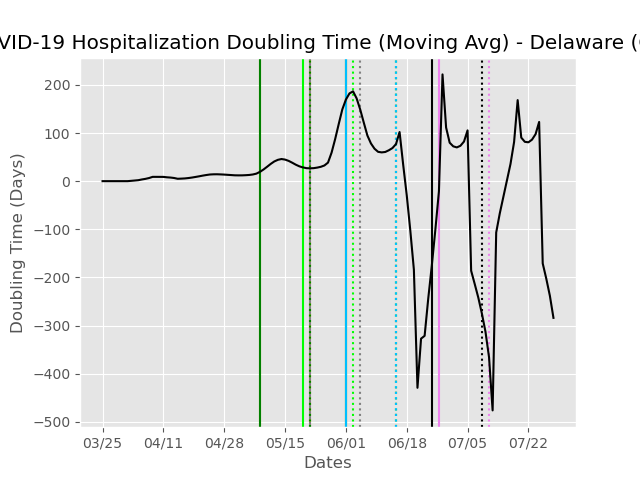 VID-19 Hospitalization Doubling Time (Moving Avg) - Delaware (
Doubling Time (Days)
200
100
0
−100
−200
−300
−400
−500
03/25 04/11 04/28 05/15 06/01 06/18 07/05 07/22
Dates